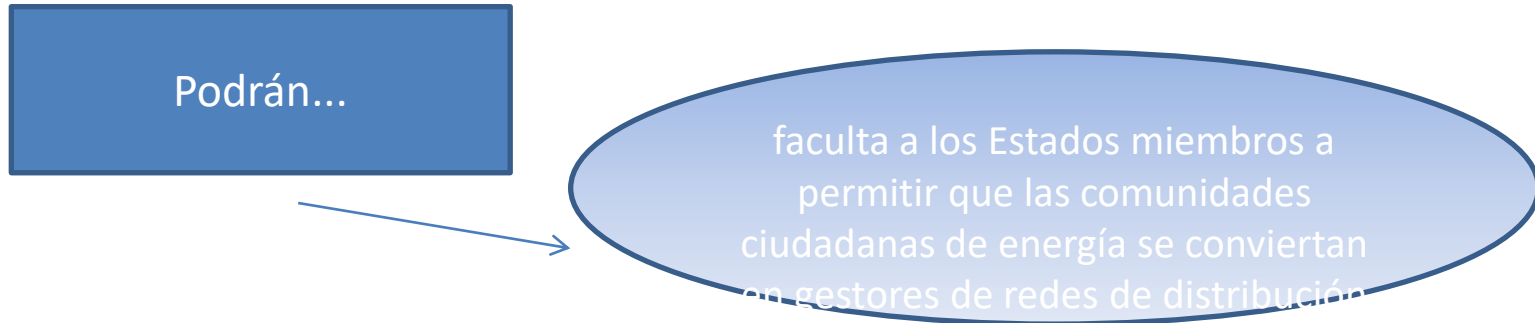 Podrán...
faculta a los Estados miembros a
permitir que las comunidades
ciudadanas de energía se conviertan
en gestores de redes de distribución